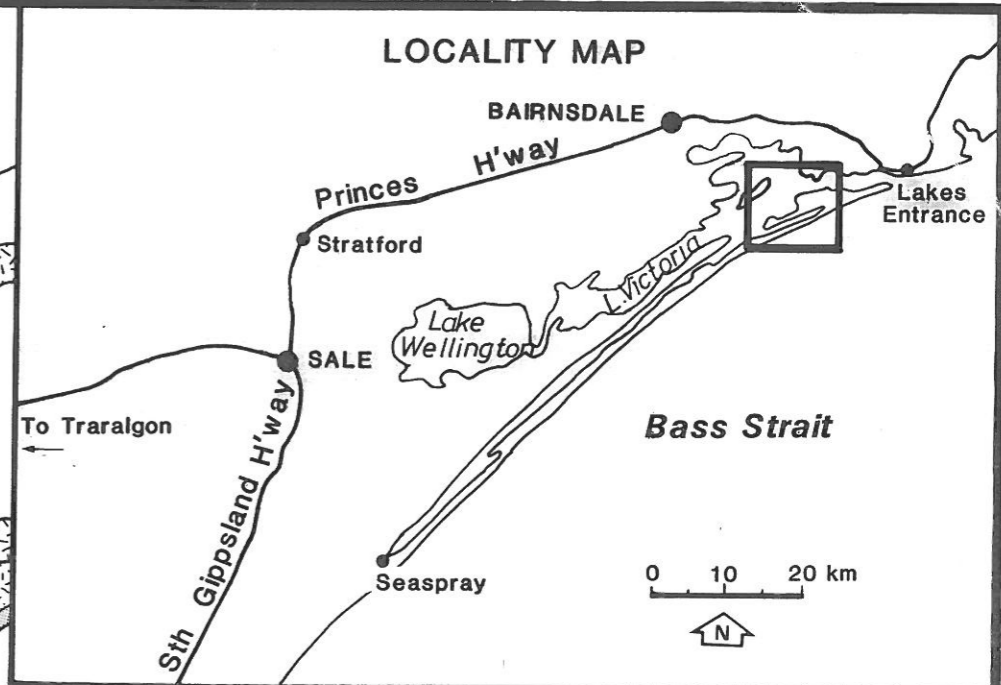 LOCALITY MAP
BAIRNSDALE
Princes H'way
Lakes
Entrance
Stratford
L.Victoria
Lake
Wellington
SALE
To Traralgon
Bass Strait
Sth Gippsland H'way
Seaspray
0 10 20 km
N